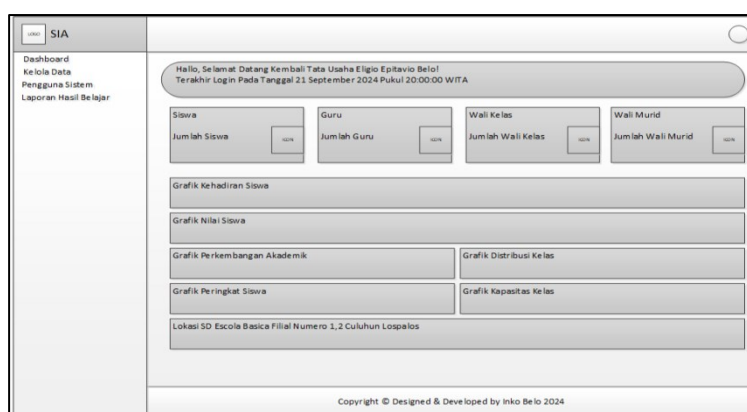 LOGO SIA
Dashboard
Kelola Data
Pengguna Sistem
Laporan Hasil Belajar
Hallo, Selamat Datang Kembali Tata Usaha Eligio Epitavio Belo!
Terakhir Login Pada Tanggal 21 September 2024 Pukul 20:00:00 WITA
Siswa
Jumlah Siswa ICON
Guru
Jumlah Guru ICON
Wali Kelas
Jumlah Wali Kelas ICON
Wali Murid
Jumlah Wali Murid ICON
Grafik Kehadiran Siswa
Grafik Nilai Siswa
Grafik Perkembangan Akademik
Grafik Distribusi Kelas
Grafik Peringkat Siswa
Grafik Kapasitas Kelas
Lokasi SD Escola Basica Filial Numero 1,2 Culuhun Lospalos
Copyright © Designed & Developed by Inko Belo 2024